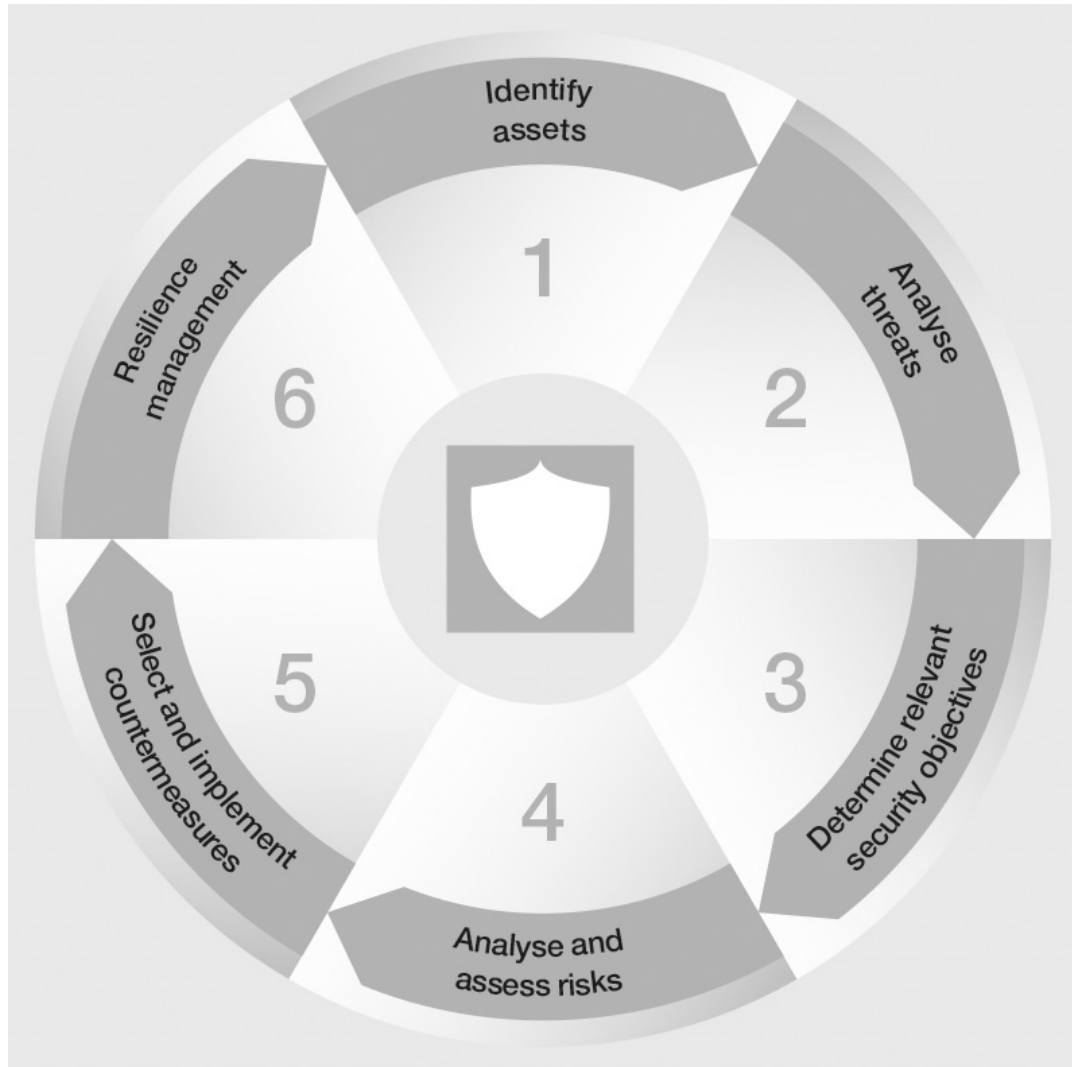 Identify
assets
1
Analyse
threats
2
Determine relevant
security objectives
3
Analyse and
assess risks
4
Select and implement
countermeasures
5
Resilience
management
6